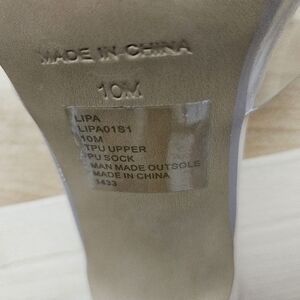 MADE IN CHINA
10M
LIPA
LIPA01S1
10M
TPU UPPER
PU SOCK
MAN MADE OUTSOLE
MADE IN CHINA
1433